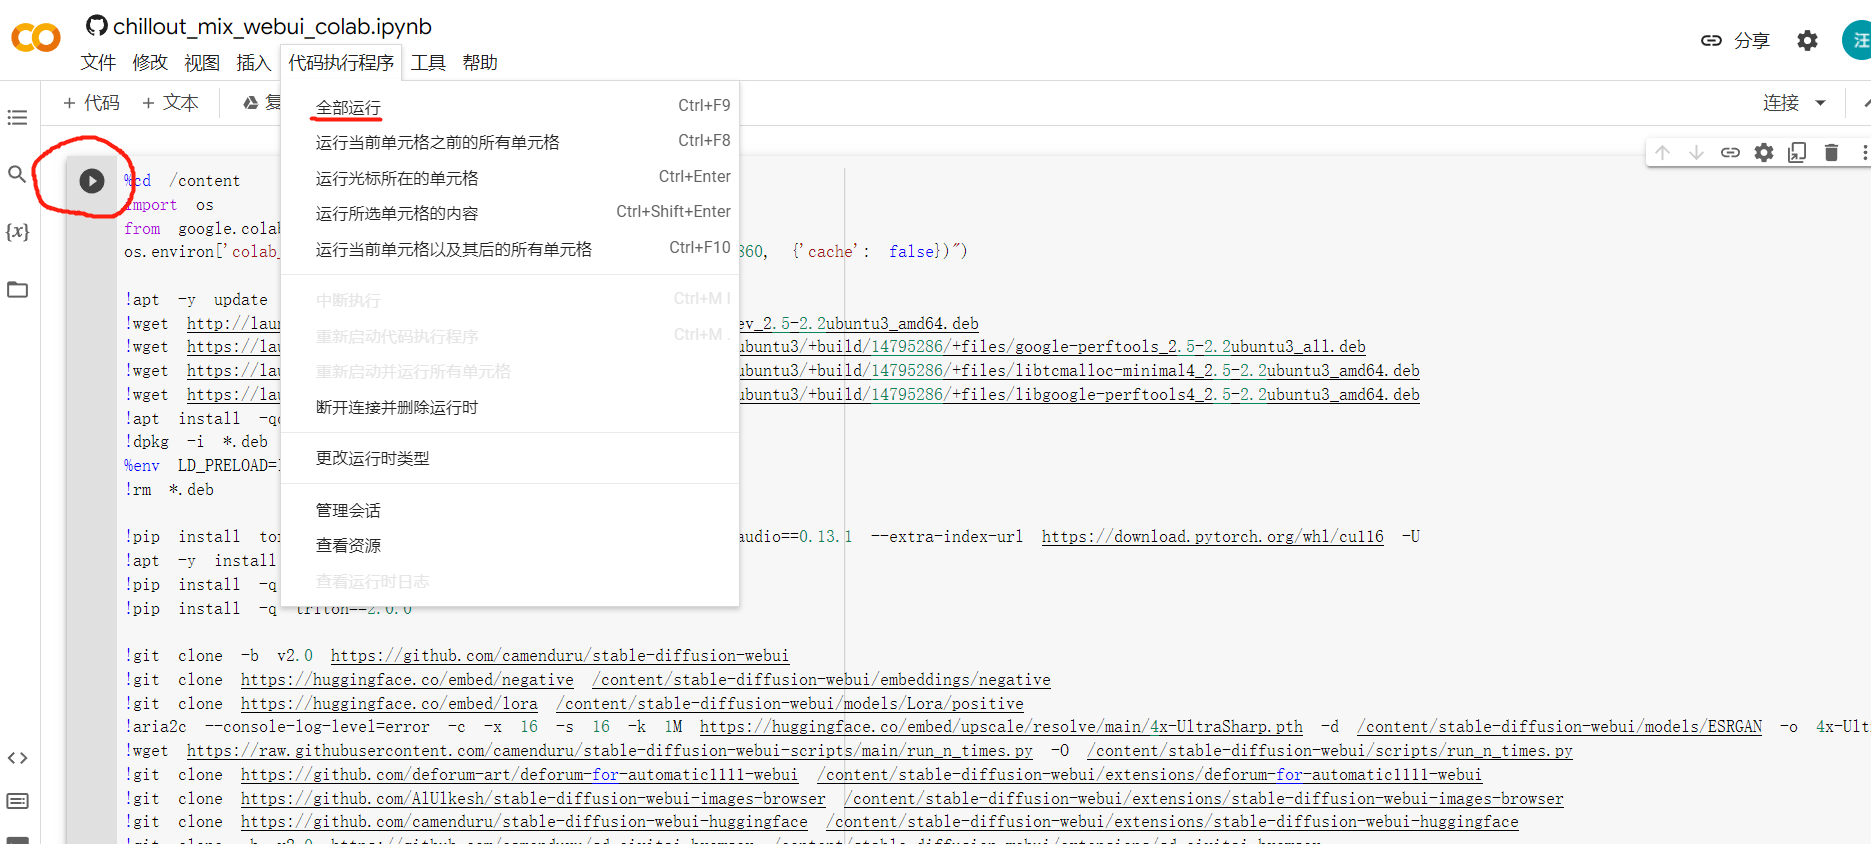 chillout_mix_webui_colab.ipynb
文件 修改 视图 插入 代码执行程序 工具 帮助
分享
汪
+ 代码 + 文本
连接
全部运行 Ctrl+F9
运行当前单元格之前的所有单元格 Ctrl+F8
运行光标所在的单元格 Ctrl+Enter
运行所选单元格的内容 Ctrl+Shift+Enter
运行当前单元格以及其后的所有单元格 Ctrl+F10
中断执行 Ctrl+M I
重新启动代码执行程序 Ctrl+M .
重新启动并运行所有单元格
断开连接并删除运行时
更改运行时类型
管理会话
查看资源
查看运行时日志
%cd /content
import os
from google.colab
os.environ['colab_ 860, {'cache': false})")
!apt -y update
!wget http://lau ev_2.5-2.2ubuntu3_amd64.deb
!wget https://lau ubuntu3/+build/14795286/+files/google-perftools_2.5-2.2ubuntu3_all.deb
!wget https://lau ubuntu3/+build/14795286/+files/libtcmalloc-minimal4_2.5-2.2ubuntu3_amd64.deb
!wget https://lau ubuntu3/+build/14795286/+files/libgoogle-perftools4_2.5-2.2ubuntu3_amd64.deb
!apt install -qq
!dpkg -i *.deb
%env LD_PRELOAD=
!rm *.deb
!pip install to audio==0.13.1 --extra-index-url https://download.pytorch.org/whl/cu116 -U
!apt -y install
!pip install -q
!pip install -q triton==2.0.0
!git clone -b v2.0 https://github.com/camenduru/stable-diffusion-webui
!git clone https://huggingface.co/embed/negative /content/stable-diffusion-webui/embeddings/negative
!git clone https://huggingface.co/embed/lora /content/stable-diffusion-webui/models/Lora/positive
!aria2c --console-log-level=error -c -x 16 -s 16 -k 1M https://huggingface.co/embed/upscale/resolve/main/4x-UltraSharp.pth -d /content/stable-diffusion-webui/models/ESRGAN -o 4x-Ul
!wget https://raw.githubusercontent.com/camenduru/stable-diffusion-webui-scripts/main/run_n_times.py -O /content/stable-diffusion-webui/scripts/run_n_times.py
!git clone https://github.com/deforum-art/deforum-for-automatic1111-webui /content/stable-diffusion-webui/extensions/deforum-for-automatic1111-webui
!git clone https://github.com/AlUlkesh/stable-diffusion-webui-images-browser /content/stable-diffusion-webui/extensions/stable-diffusion-webui-images-browser
!git clone https://github.com/camenduru/stable-diffusion-webui-huggingface /content/stable-diffusion-webui/extensions/stable-diffusion-webui-huggingface